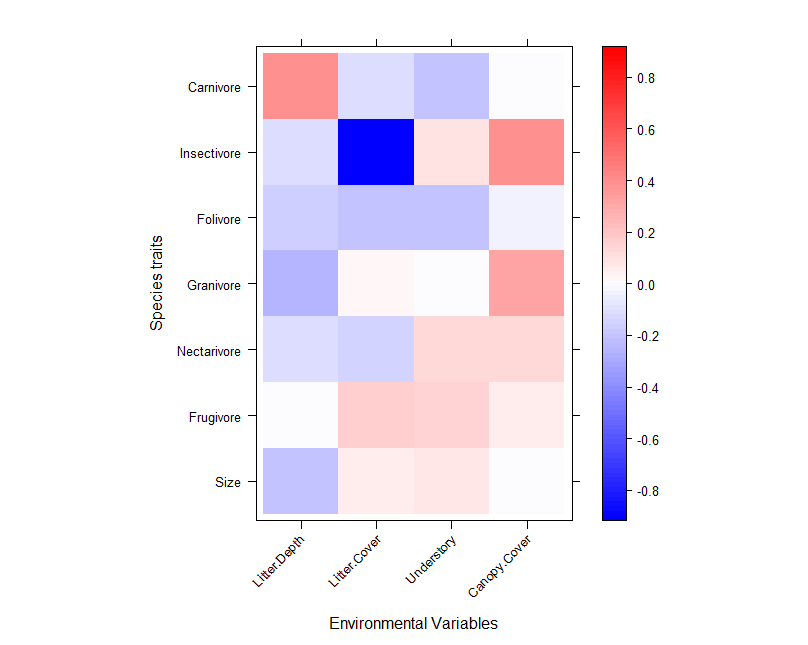 Carnivore
Insectivore
Folivore
Granivore
Nectarivore
Frugivore
Size
Species traits
Litter.Depth
Litter.Cover
Understory
Canopy.Cover
Environmental Variables
0.8
0.6
0.4
0.2
0.0
-0.2
-0.4
-0.6
-0.8